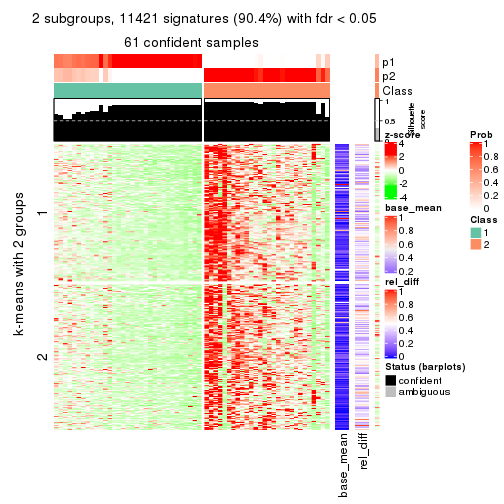 2 subgroups, 11421 signatures (90.4%) with fdr < 0.05
61 confident samples
p1
p2
Class
1
0.5
0
Silhouette
score
k-means with 2 groups
1
2
base_mean
rel_diff
z-score
4
2
0
-2
-4
base_mean
1
0.8
0.6
0.4
0.2
rel_diff
1
0.8
0.6
0.4
0.2
0
Status (barplots)
confident
ambiguous
Prob
1
0.8
0.6
0.4
0.2
0
Class
1
2